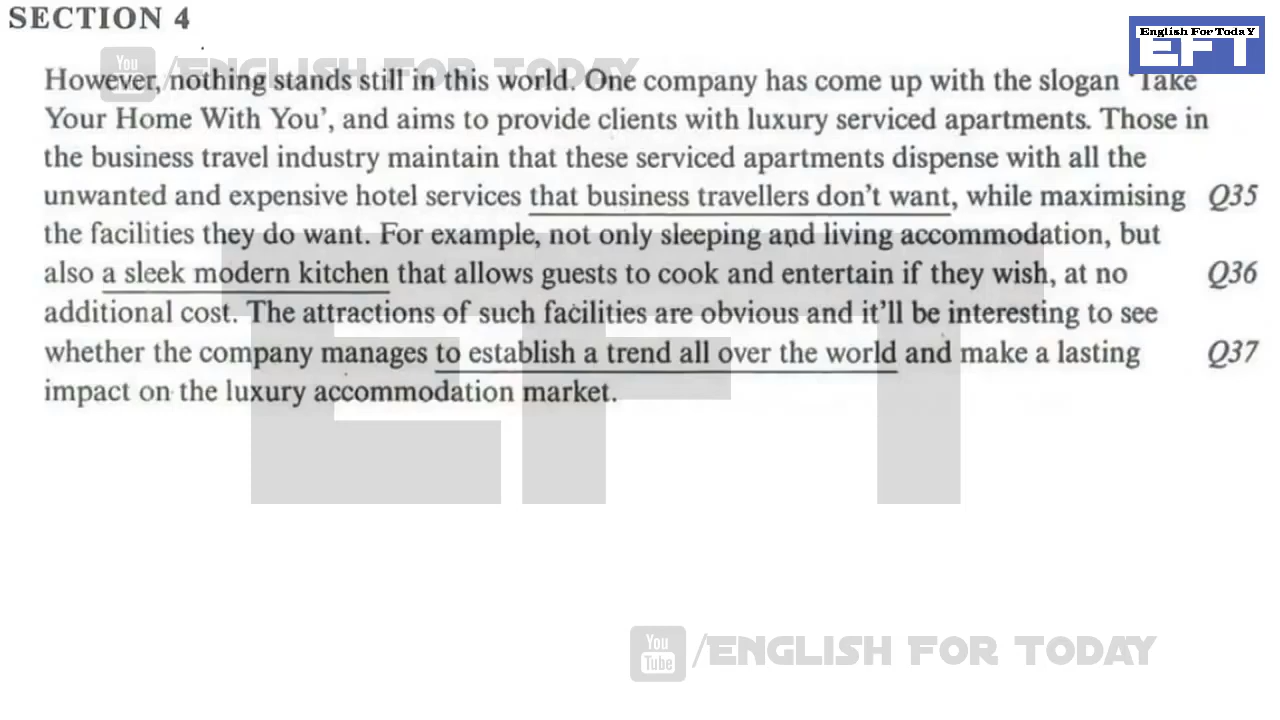 SECTION 4
English For TodaY
EFT
You Tube /ENGLISH FOR TODAY
However, nothing stands still in this world. One company has come up with the slogan 'Take
Your Home With You', and aims to provide clients with luxury serviced apartments. Those in
the business travel industry maintain that these serviced apartments dispense with all the
unwanted and expensive hotel services that business travellers don't want, while maximising Q35
the facilities they do want. For example, not only sleeping and living accommodation, but
also a sleek modern kitchen that allows guests to cook and entertain if they wish, at no Q36
additional cost. The attractions of such facilities are obvious and it'll be interesting to see
whether the company manages to establish a trend all over the world and make a lasting Q37
impact on the luxury accommodation market.
EFT
You Tube /ENGLISH FOR TODAY